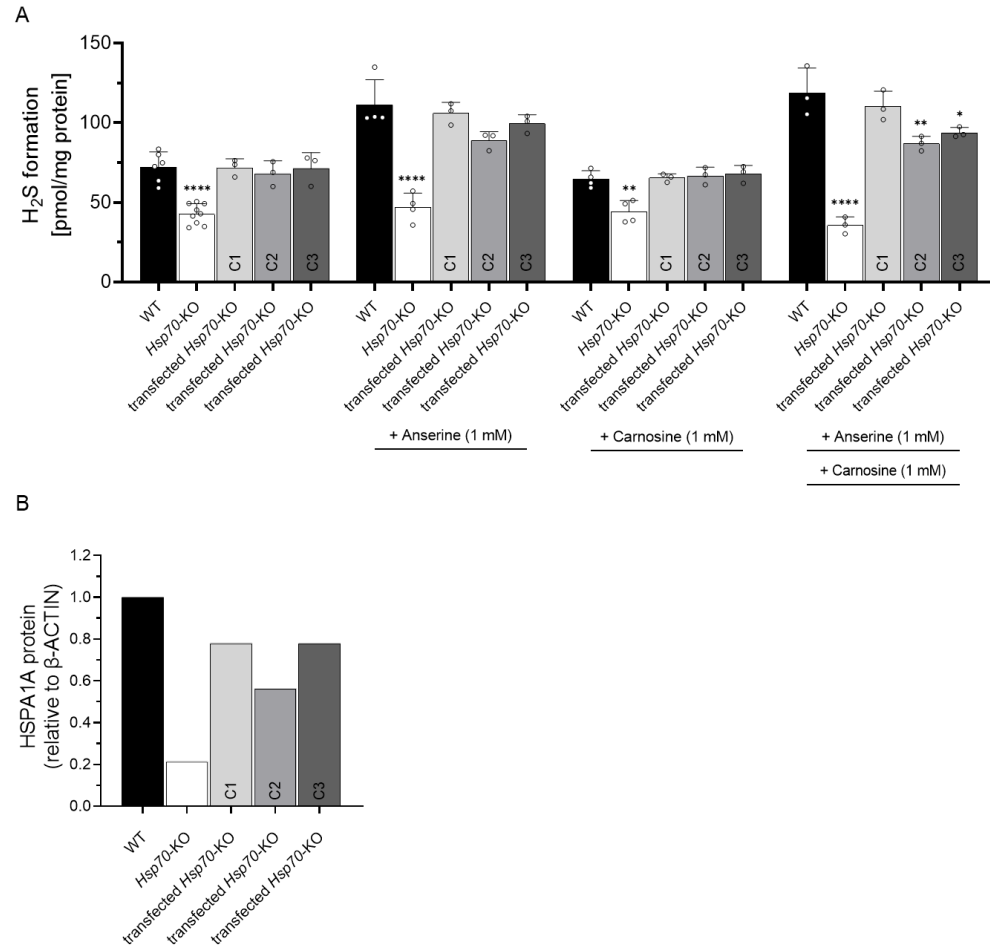 A
H2S formation
[pmol/mg protein]
150
100
50
0
****
****
**
****
**
*
C1
C2
C3
C1
C2
C3
C1
C2
C3
C1
C2
C3
WT
Hsp70-KO
transfected Hsp70-KO
transfected Hsp70-KO
transfected Hsp70-KO
WT
Hsp70-KO
transfected Hsp70-KO
transfected Hsp70-KO
transfected Hsp70-KO
WT
Hsp70-KO
transfected Hsp70-KO
transfected Hsp70-KO
transfected Hsp70-KO
WT
Hsp70-KO
transfected Hsp70-KO
transfected Hsp70-KO
transfected Hsp70-KO
+ Anserine (1 mM)
+ Carnosine (1 mM)
+ Anserine (1 mM)
+ Carnosine (1 mM)
B
HSPA1A protein
(relative to β-ACTIN)
1.2
1.0
0.8
0.6
0.4
0.2
0.0
C1
C2
C3
WT
Hsp70-KO
transfected Hsp70-KO
transfected Hsp70-KO
transfected Hsp70-KO